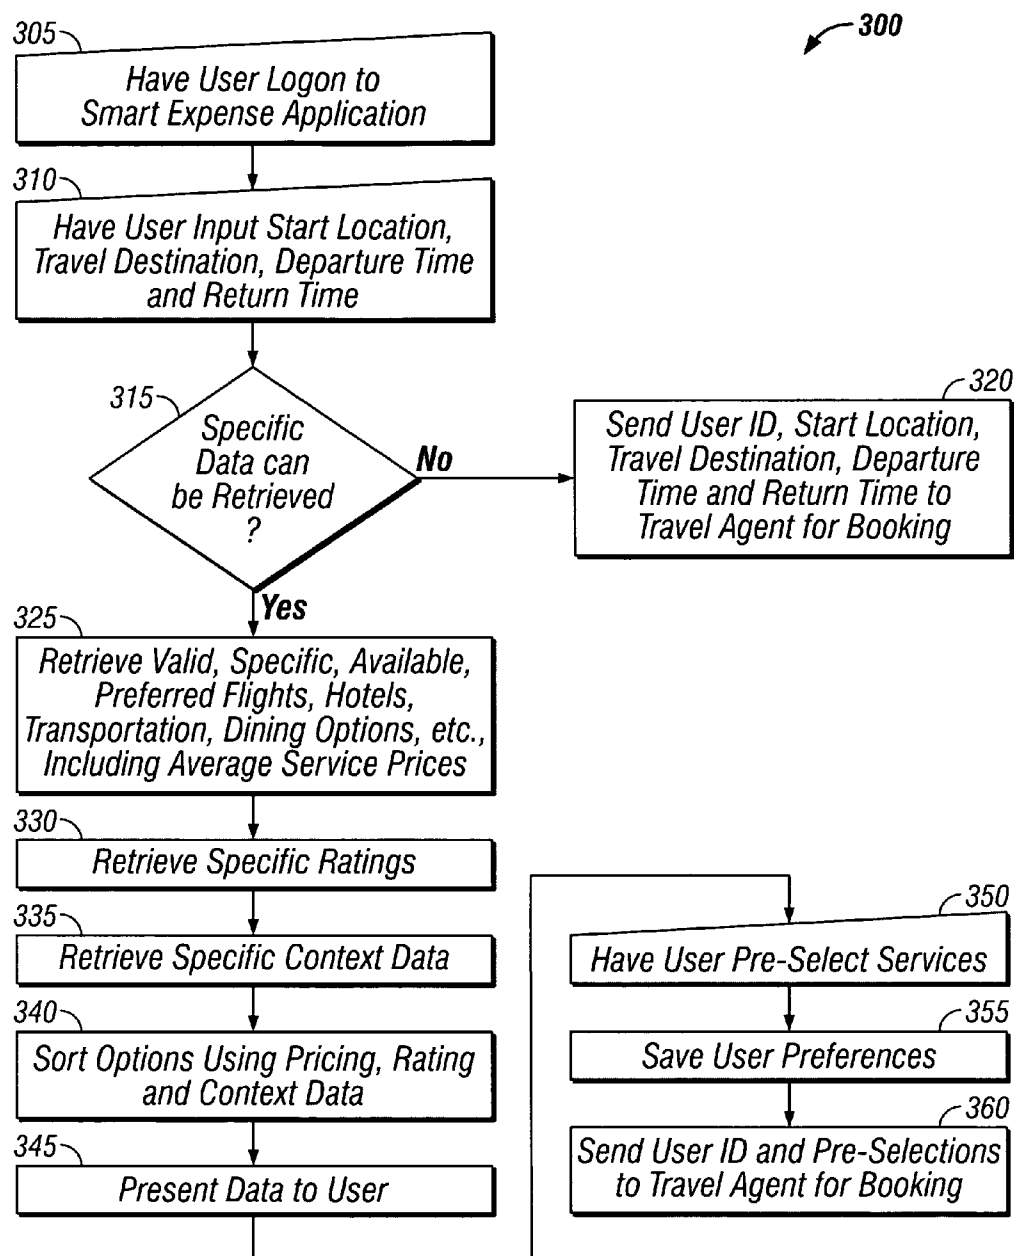 300
305
Have User Logon to
Smart Expense Application
310
Have User Input Start Location,
Travel Destination, Departure Time
and Return Time
315
Specific
Data can
be Retrieved
?
No
Yes
320
Send User ID, Start Location,
Travel Destination, Departure
Time and Return Time to
Travel Agent for Booking
325
Retrieve Valid, Specific, Available,
Preferred Flights, Hotels,
Transportation, Dining Options, etc.,
Including Average Service Prices
330
Retrieve Specific Ratings
335
Retrieve Specific Context Data
340
Sort Options Using Pricing, Rating
and Context Data
345
Present Data to User
350
Have User Pre-Select Services
355
Save User Preferences
360
Send User ID and Pre-Selections
to Travel Agent for Booking